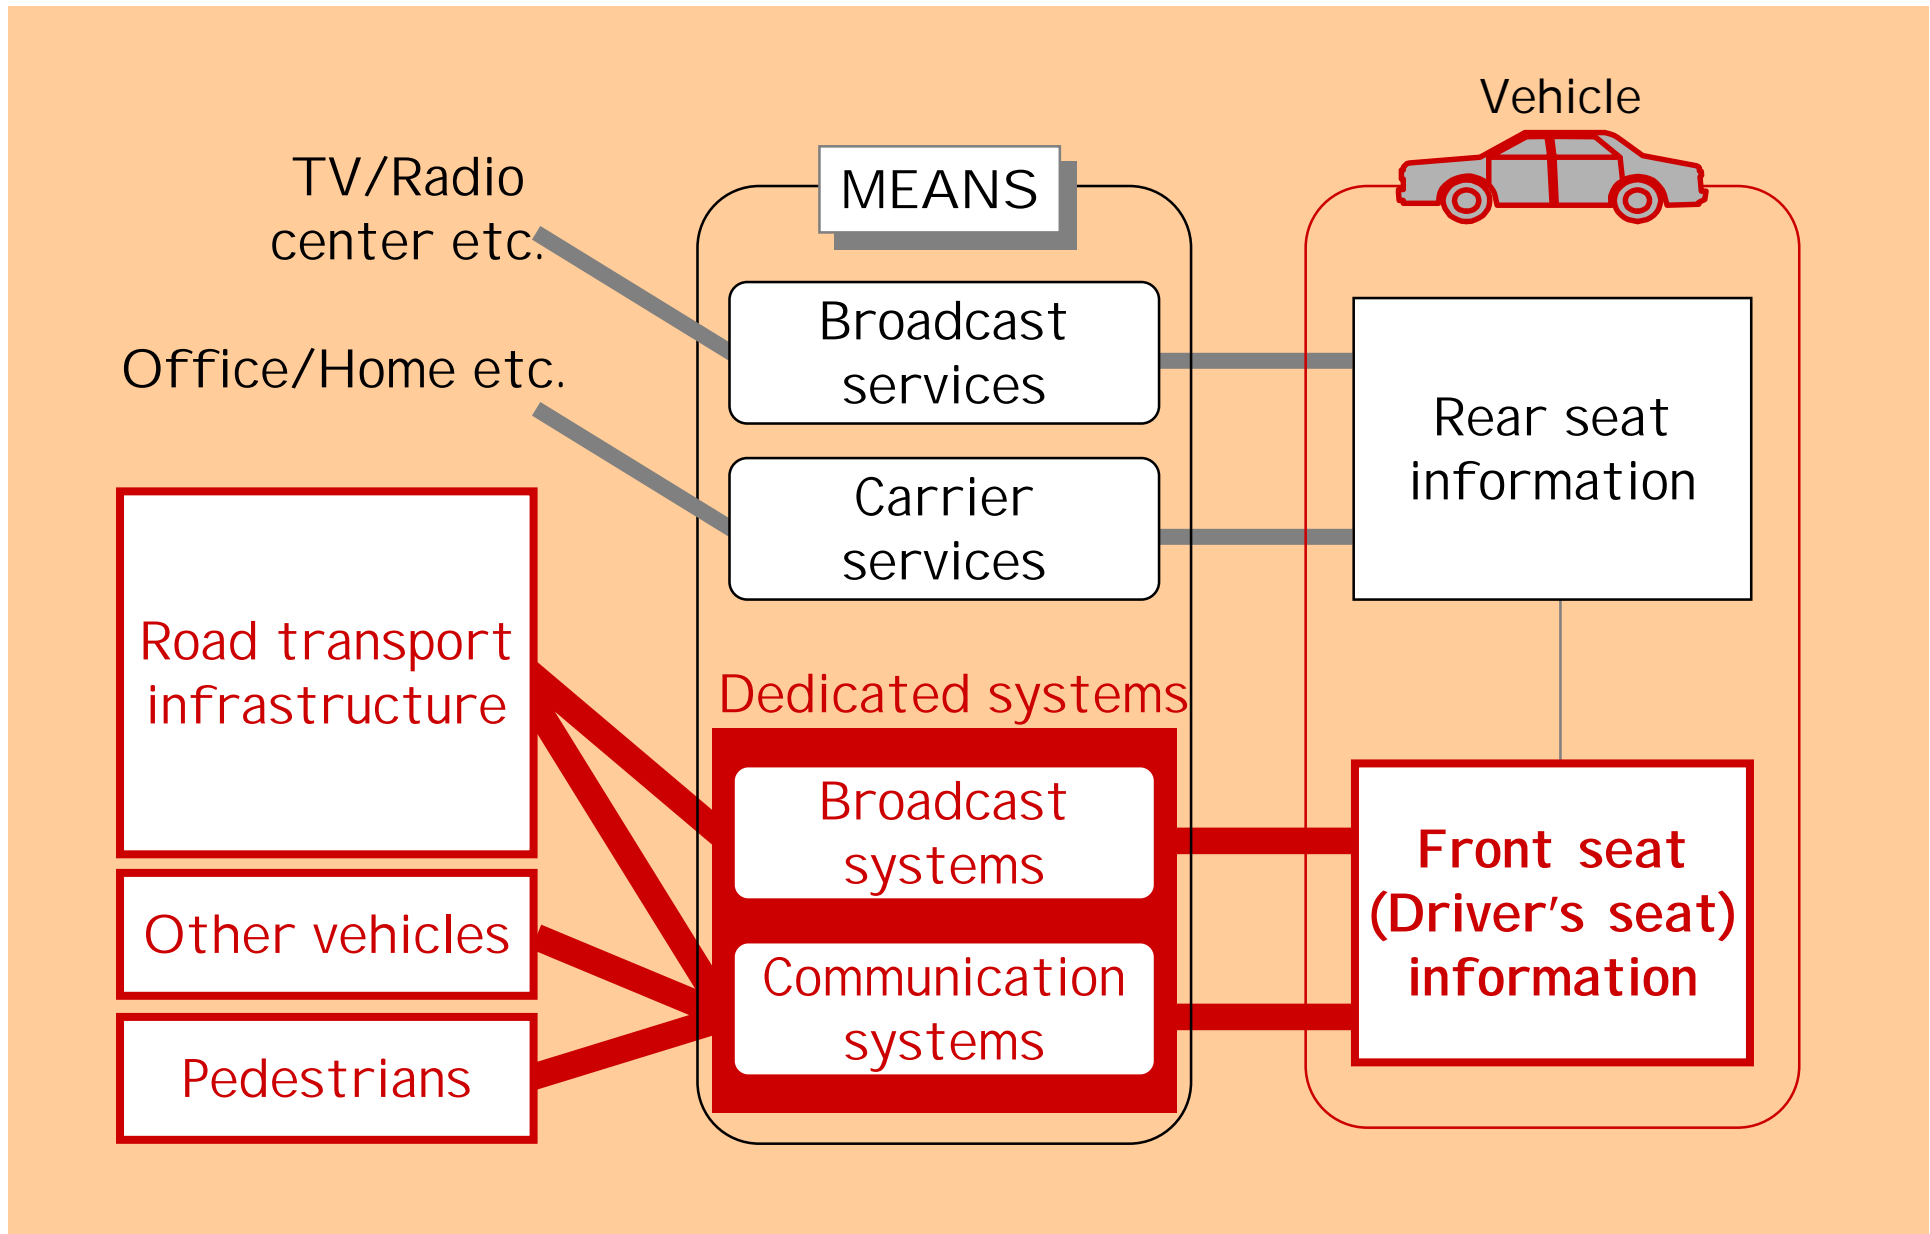 Vehicle
MEANS
TV/Radio
center etc.
Office/Home etc.
Broadcast
services
Carrier
services
Rear seat
information
Road transport
infrastructure
Other vehicles
Pedestrians
Dedicated systems
Broadcast
systems
Communication
systems
Front seat
(Driver's seat)
information